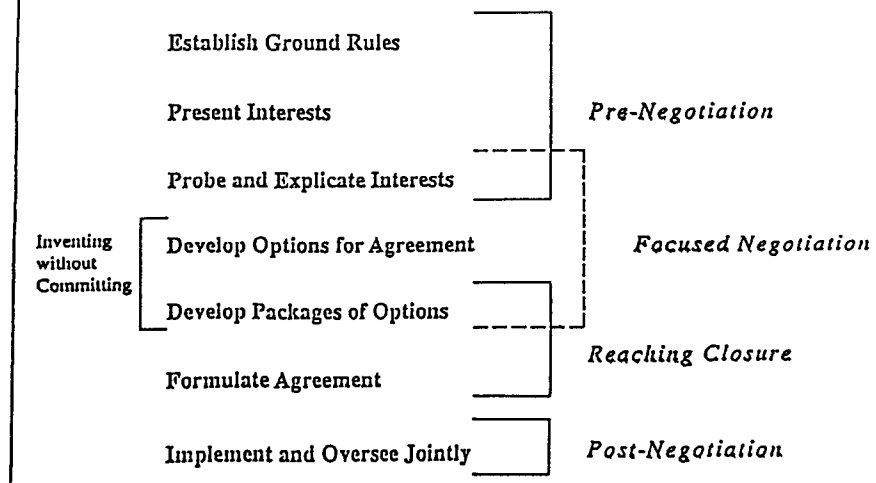 Establish Ground Rules
Present Interests
Pre-Negotiation
Probe and Explicate Interests
Inventing
without
Committing
Develop Options for Agreement
Focused Negotiation
Develop Packages of Options
Reaching Closure
Formulate Agreement
Implement and Oversee Jointly
Post-Negotiation